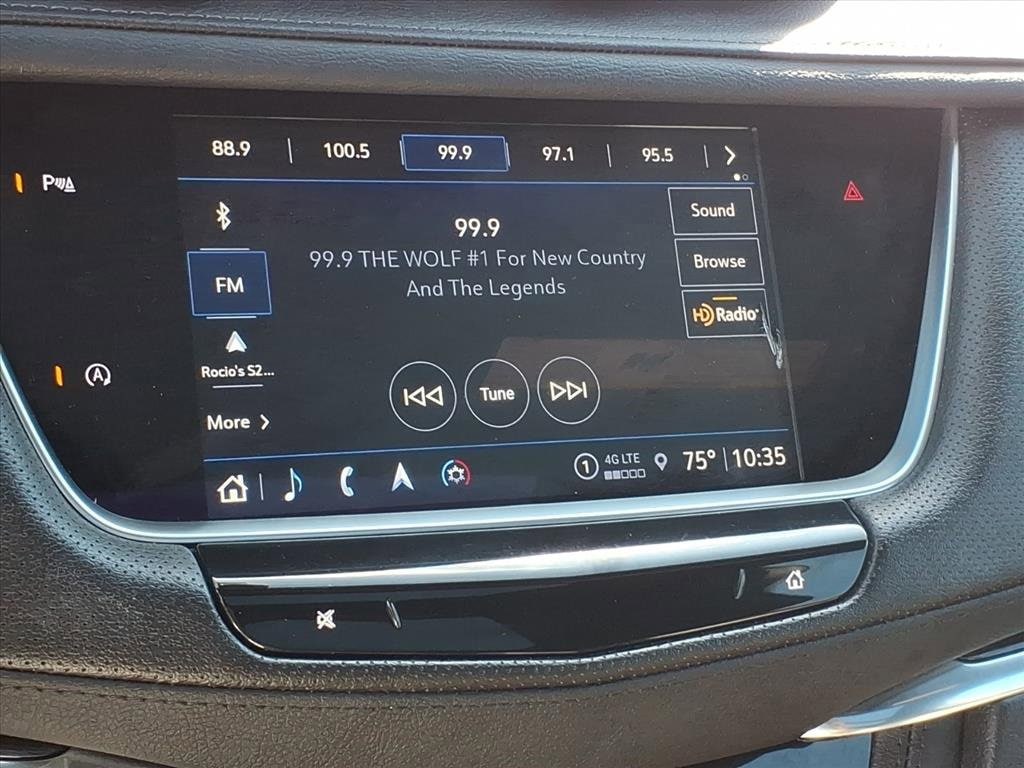 88.9
100.5
99.9
97.1
95.5
P
99.9
Sound
99.9 THE WOLF #1 For New Country
And The Legends
Browse
FM
HD Radio
A
Rocio's S2...
Tune
More
1
4G LTE
75°
10:35